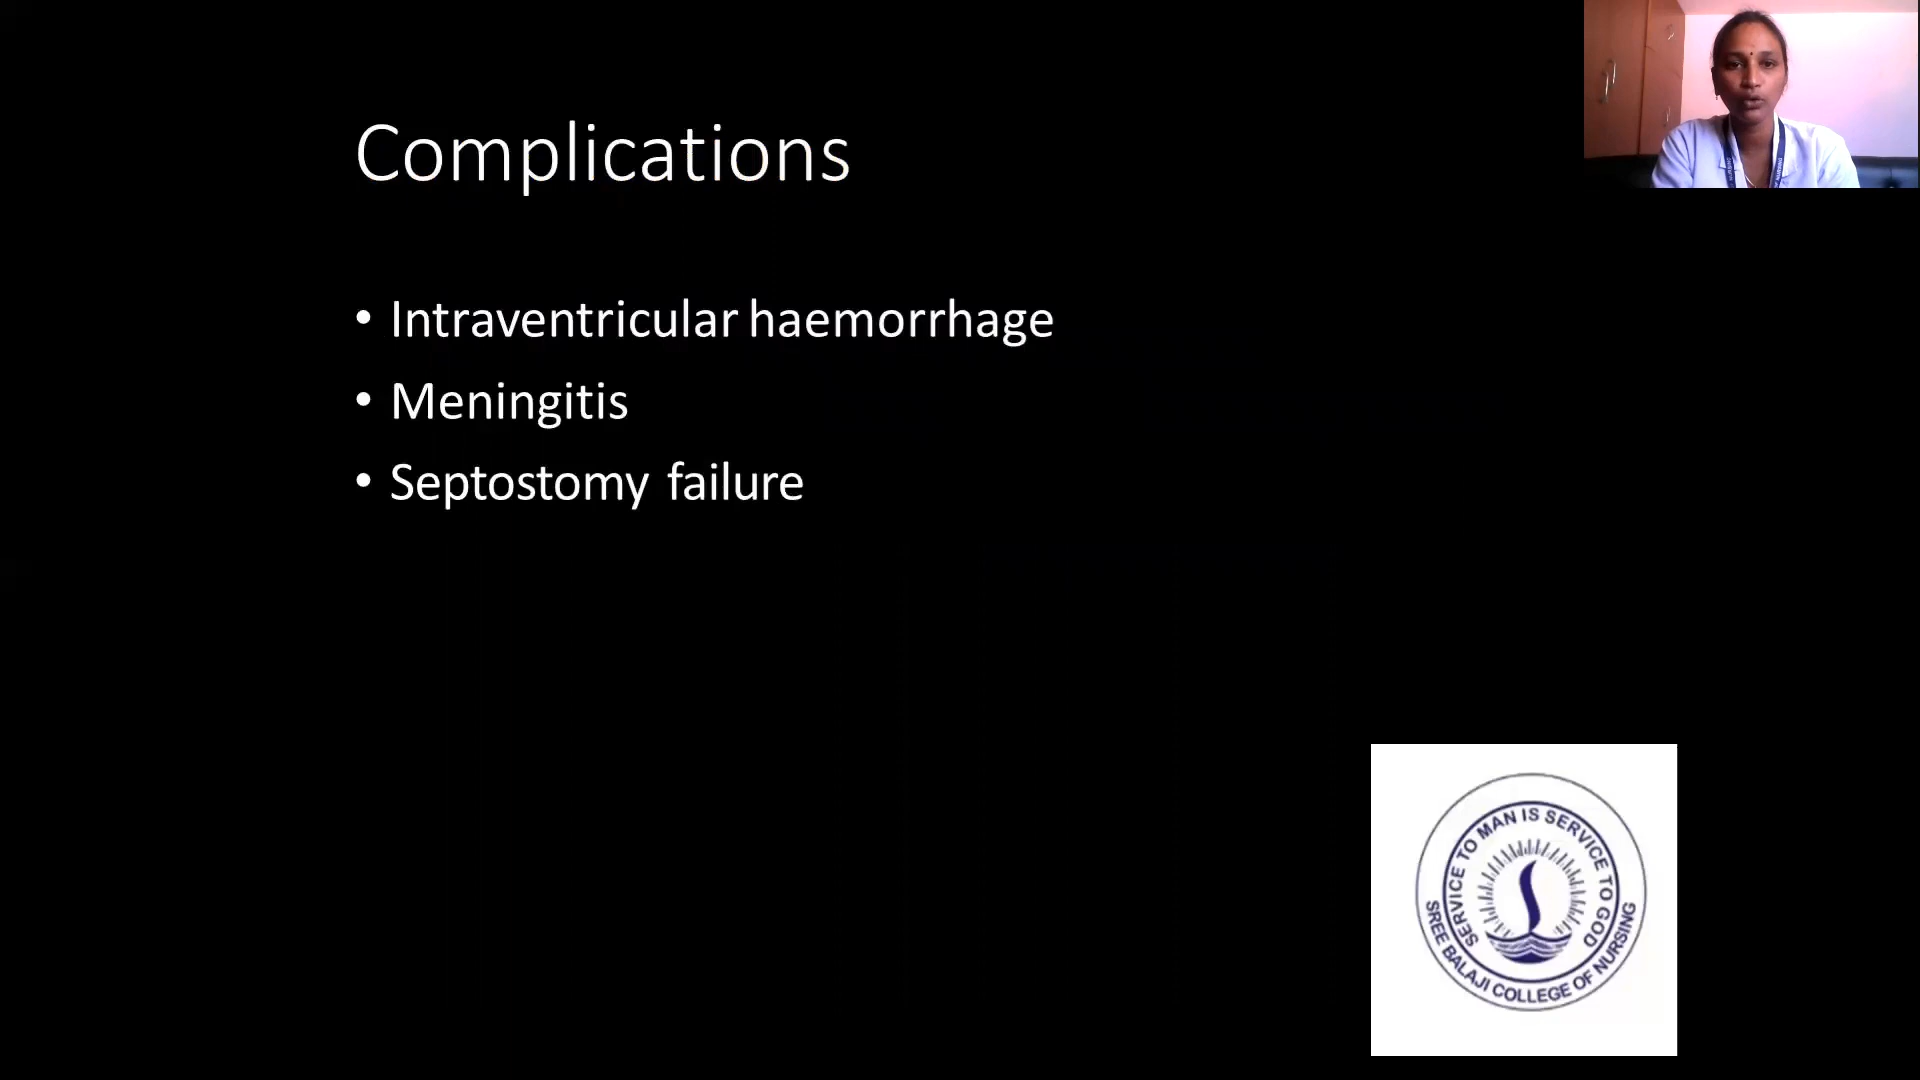 Complications
• Intraventricular haemorrhage
• Meningitis
• Septostomy failure
SERVICE TO MAN IS SERVICE TO GOD
SREE BALAJI COLLEGE OF NURSING